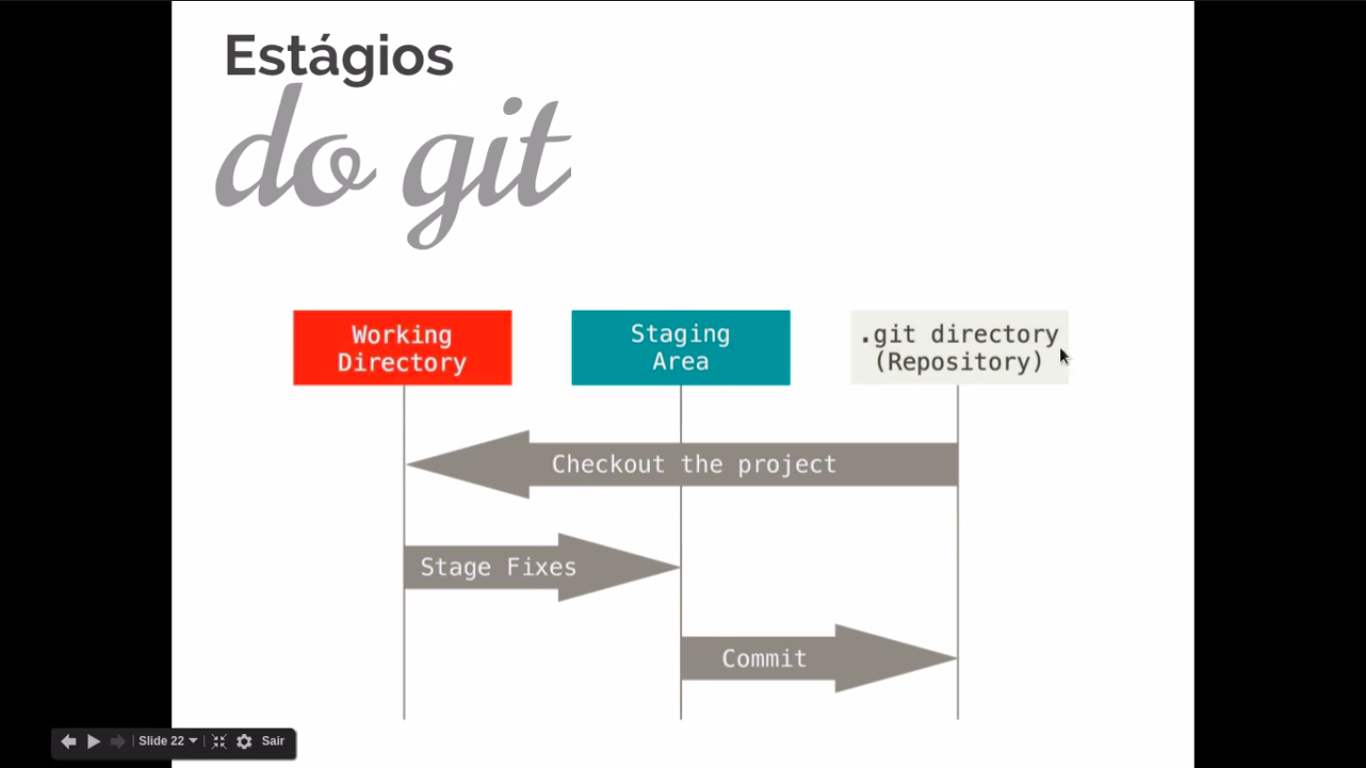 Estágios
do git
Working
Directory
Staging
Area
.git directory
(Repository)
Checkout the project
Stage Fixes
Commit
Slide 22
Sair